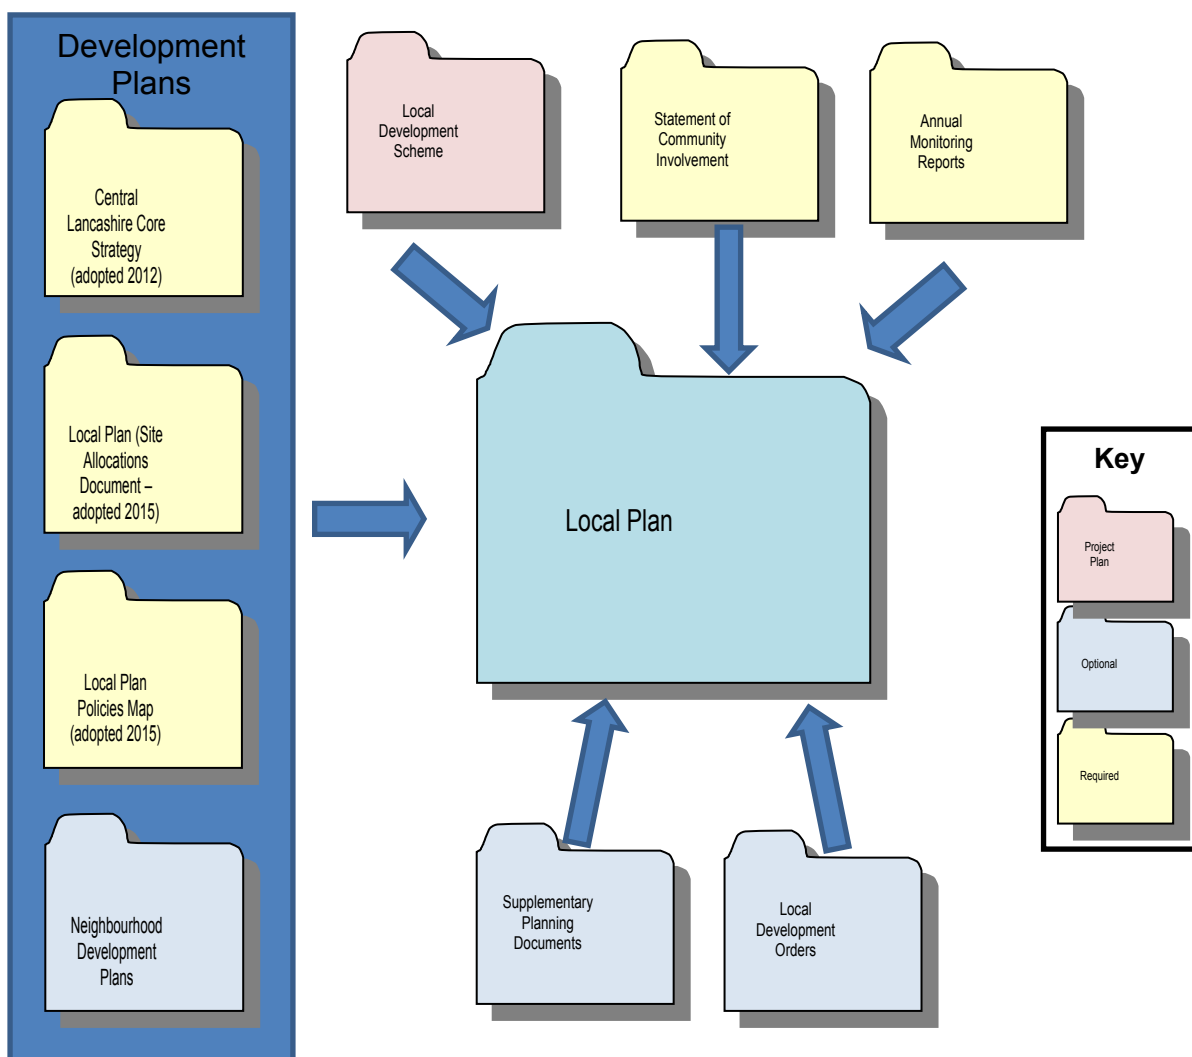 Development
Plans
Central
Lancashire Core
Strategy
(adopted 2012)
Local Plan (Site
Allocations
Document –
adopted 2015)
Local Plan
Policies Map
(adopted 2015)
Neighbourhood
Development
Plans
Local
Development
Scheme
Statement of
Community
Involvement
Annual
Monitoring
Reports
Local Plan
Supplementary
Planning
Documents
Local
Development
Orders
Key
Project
Plan
Optional
Required